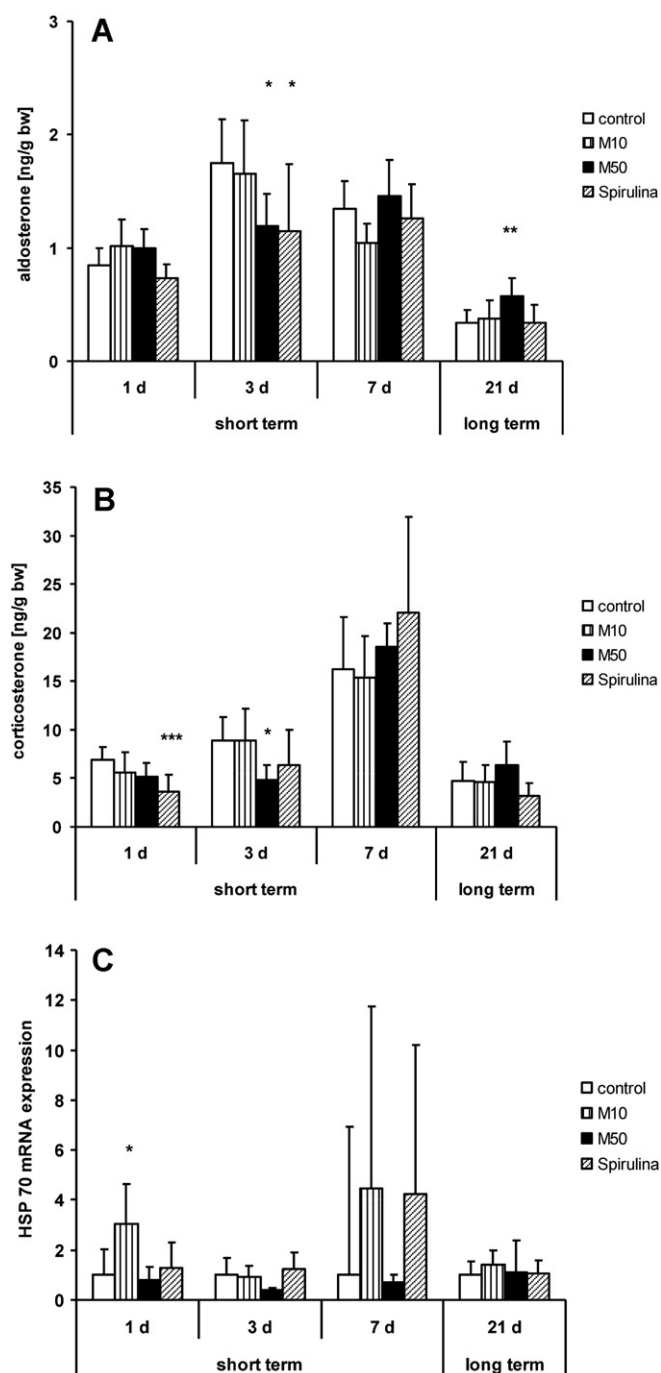 A
aldosterone [ng/g bw]
3
2
1
0
* *
**
control
M10
M50
Spirulina
1 d 3 d 7 d 21 d
short term long term
B
corticosterone [ng/g bw]
35
30
25
20
15
10
5
0
***
*
control
M10
M50
Spirulina
1 d 3 d 7 d 21 d
short term long term
C
HSP 70 mRNA expression
14
12
10
8
6
4
2
0
*
control
M10
M50
Spirulina
1 d 3 d 7 d 21 d
short term long term